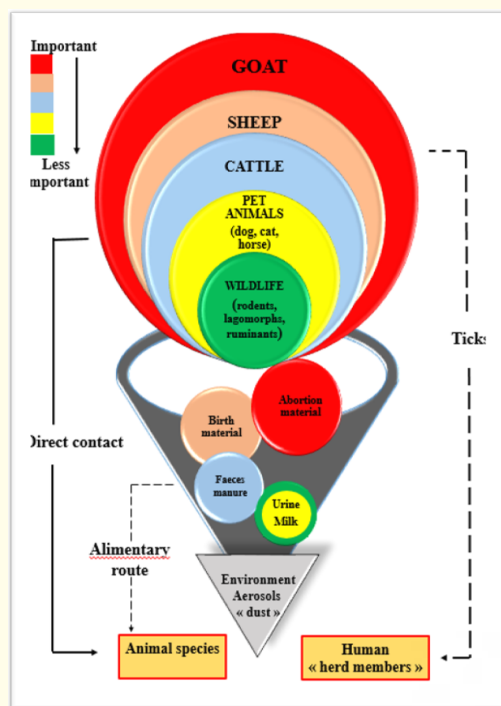 Important
Less
mportant
GOAT
SHEEP
CATTLE
PET
ANIMALS
(dog, cat,
horse)
WILDLIFE
(rodents,
lagomorphs,
ruminants)
Ticks
Abortion
material
Birth
material
Direct contact
Faeces
manure
Urine
Milk
Alimentary
route
Environment
Aerosols
« dust »
Animal species
Human
« herd members »